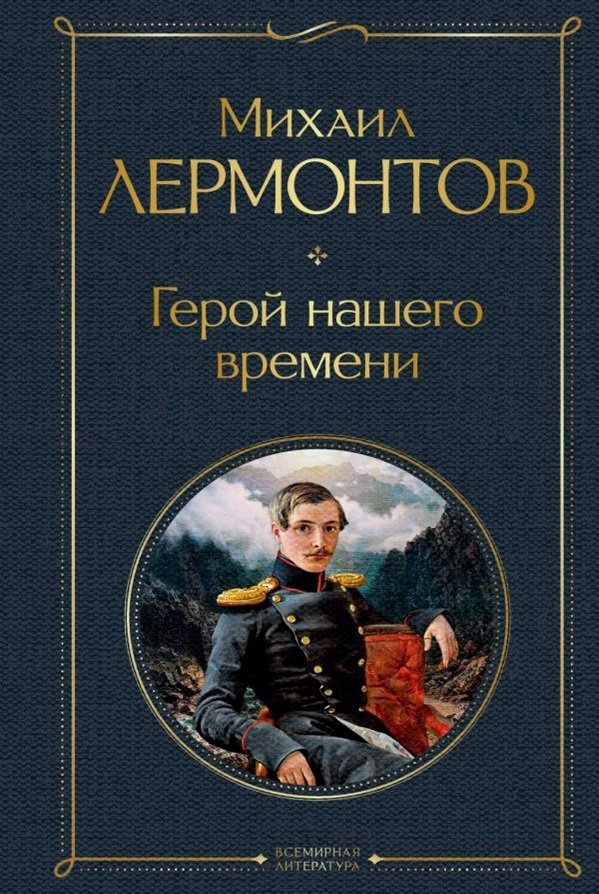 Михаил
ЛЕРМОНТОВ
Герой нашего
времени
ВСЕМИРНАЯ
ЛИТЕРАТУРА